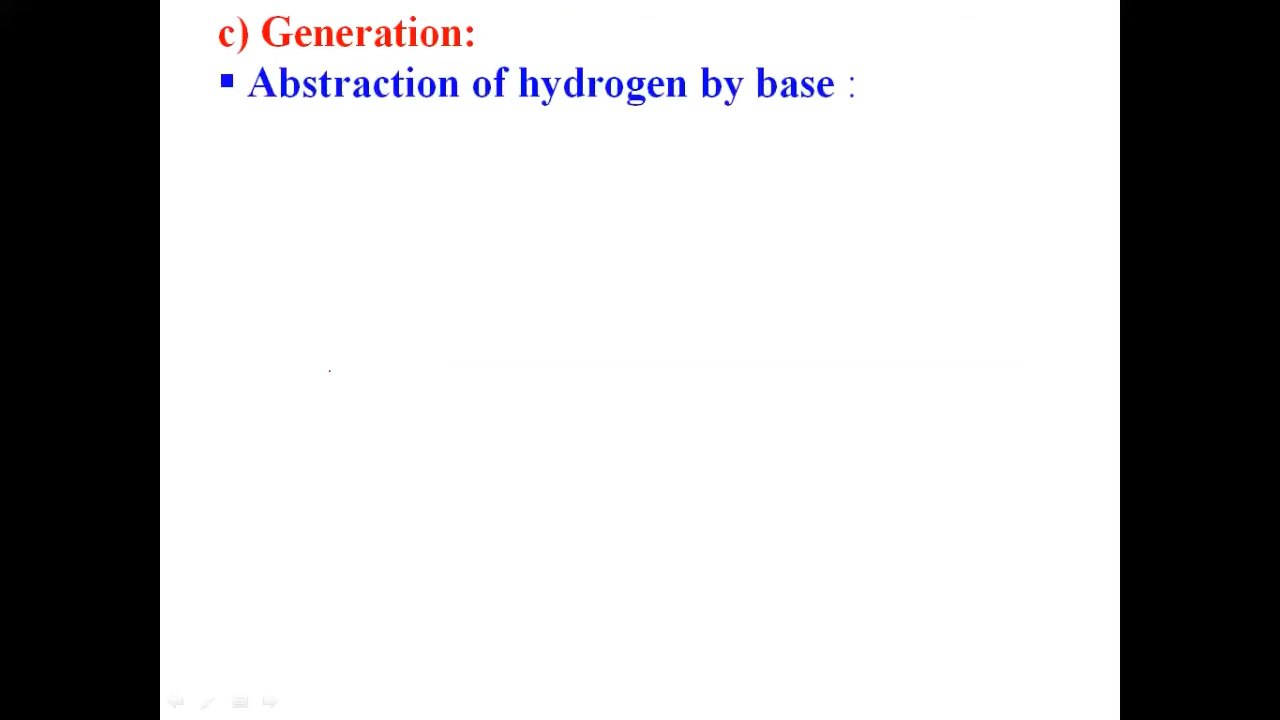 c) Generation:
▪ Abstraction of hydrogen by base :